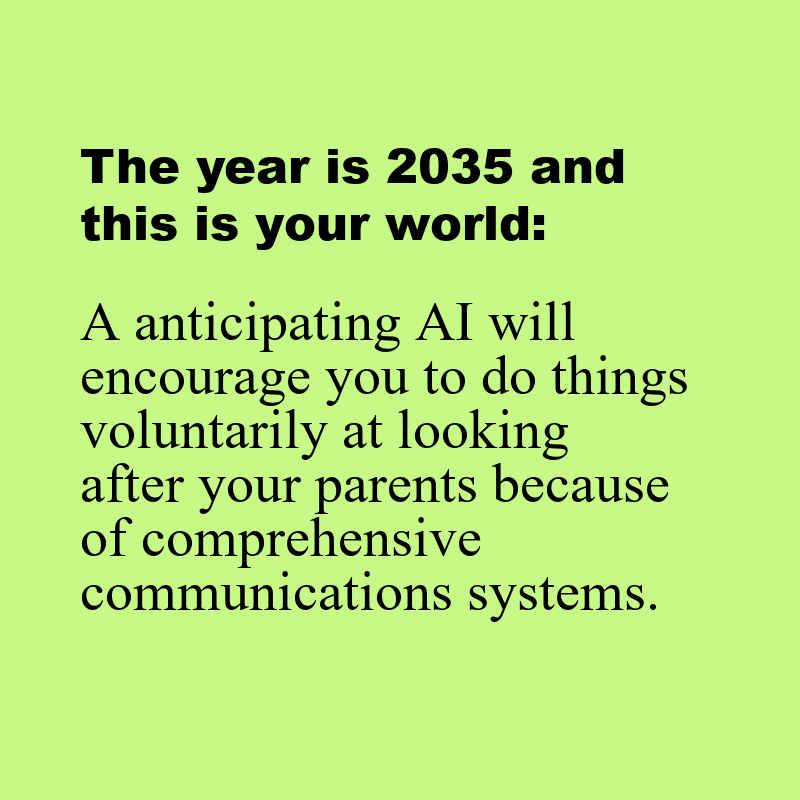 The year is 2035 and
this is your world:
A anticipating AI will
encourage you to do things
voluntarily at looking
after your parents because
of comprehensive
communications systems.